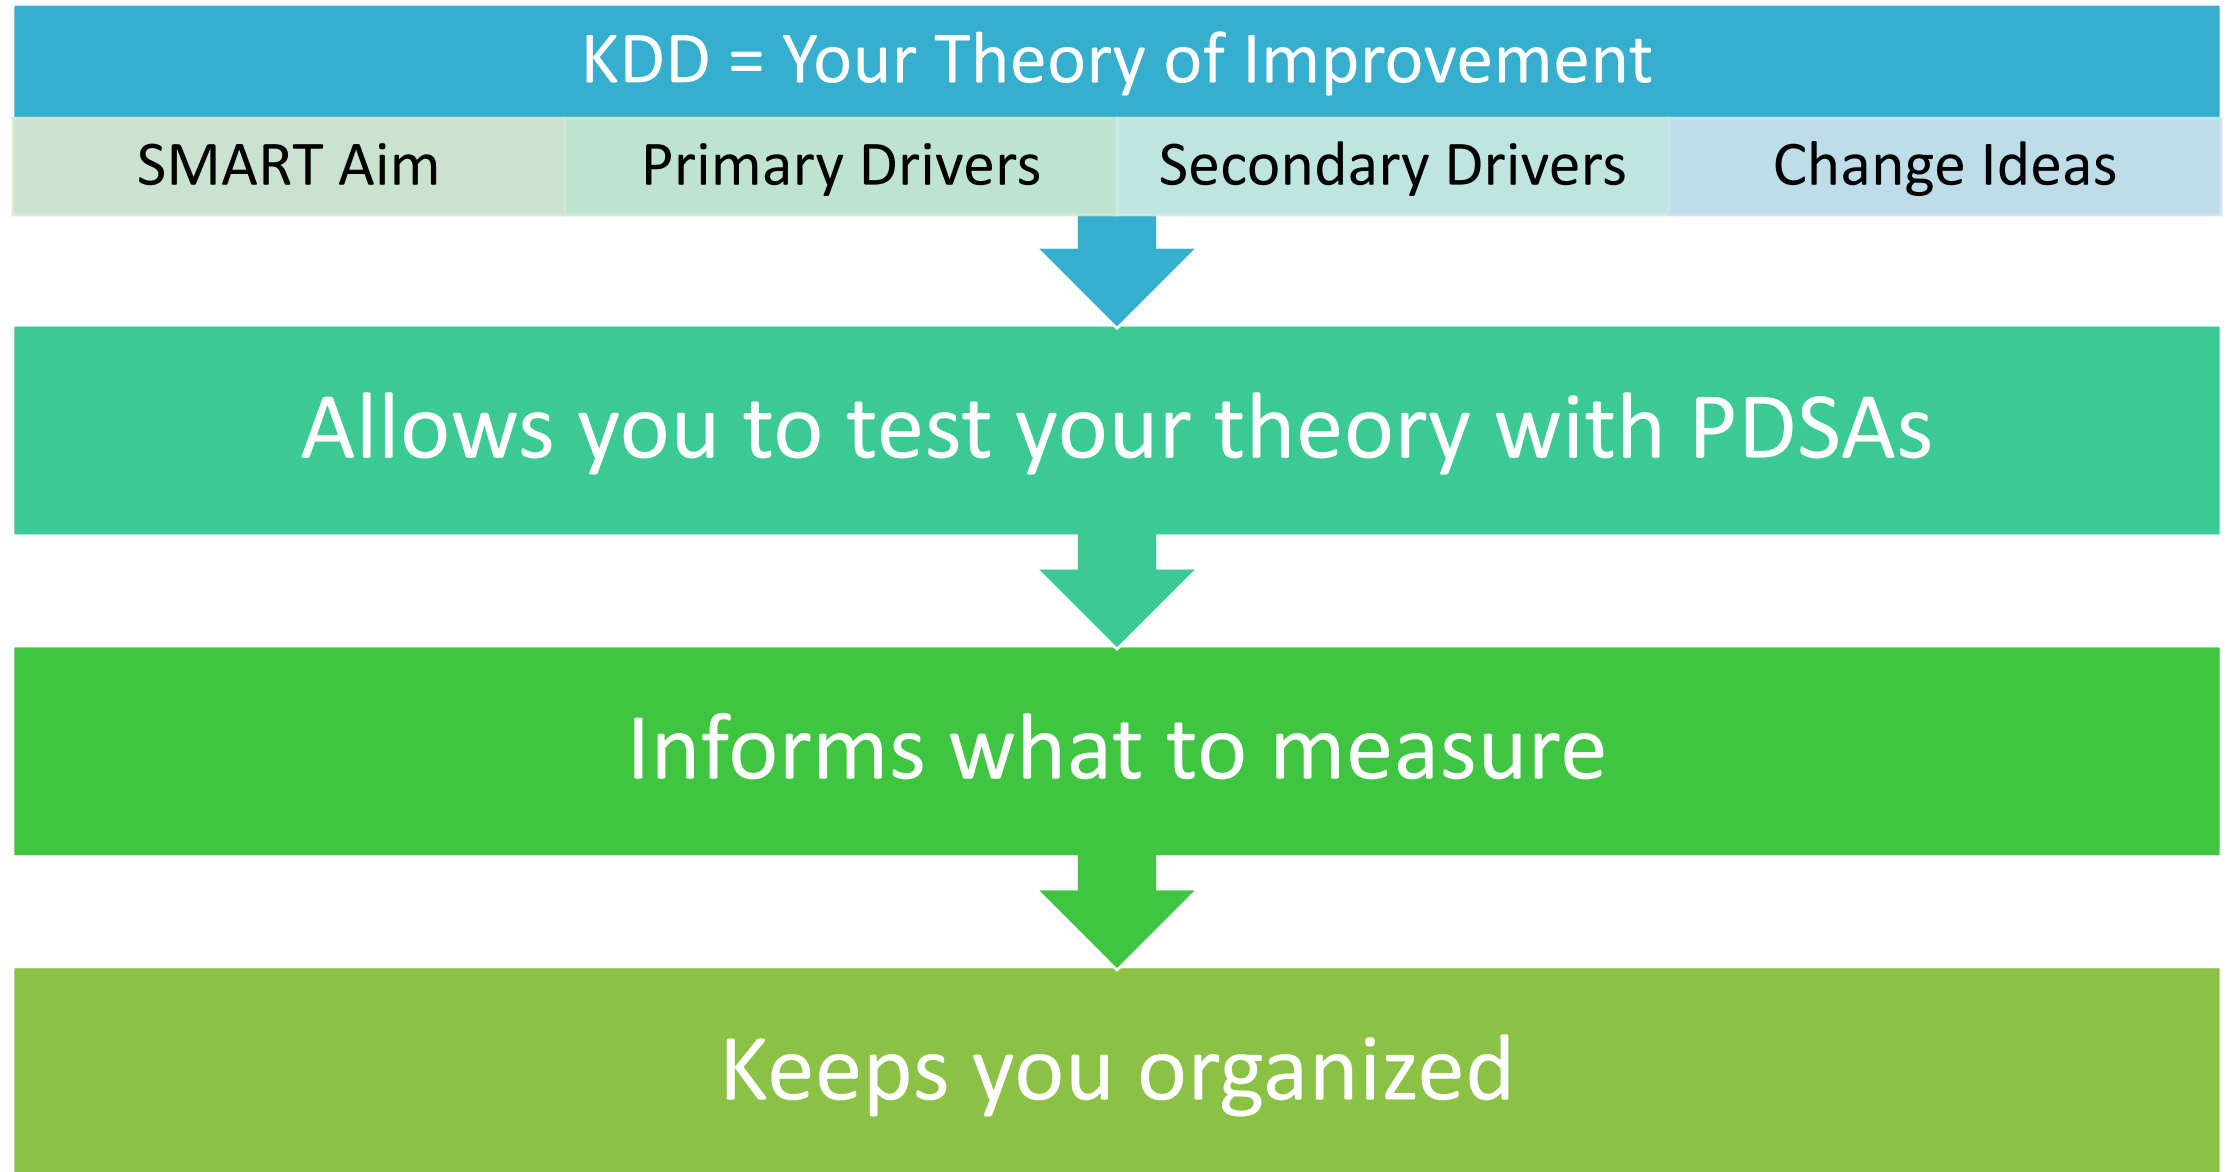 KDD = Your Theory of Improvement
SMART Aim
Primary Drivers
Secondary Drivers
Change Ideas
Allows you to test your theory with PDSAs
Informs what to measure
Keeps you organized